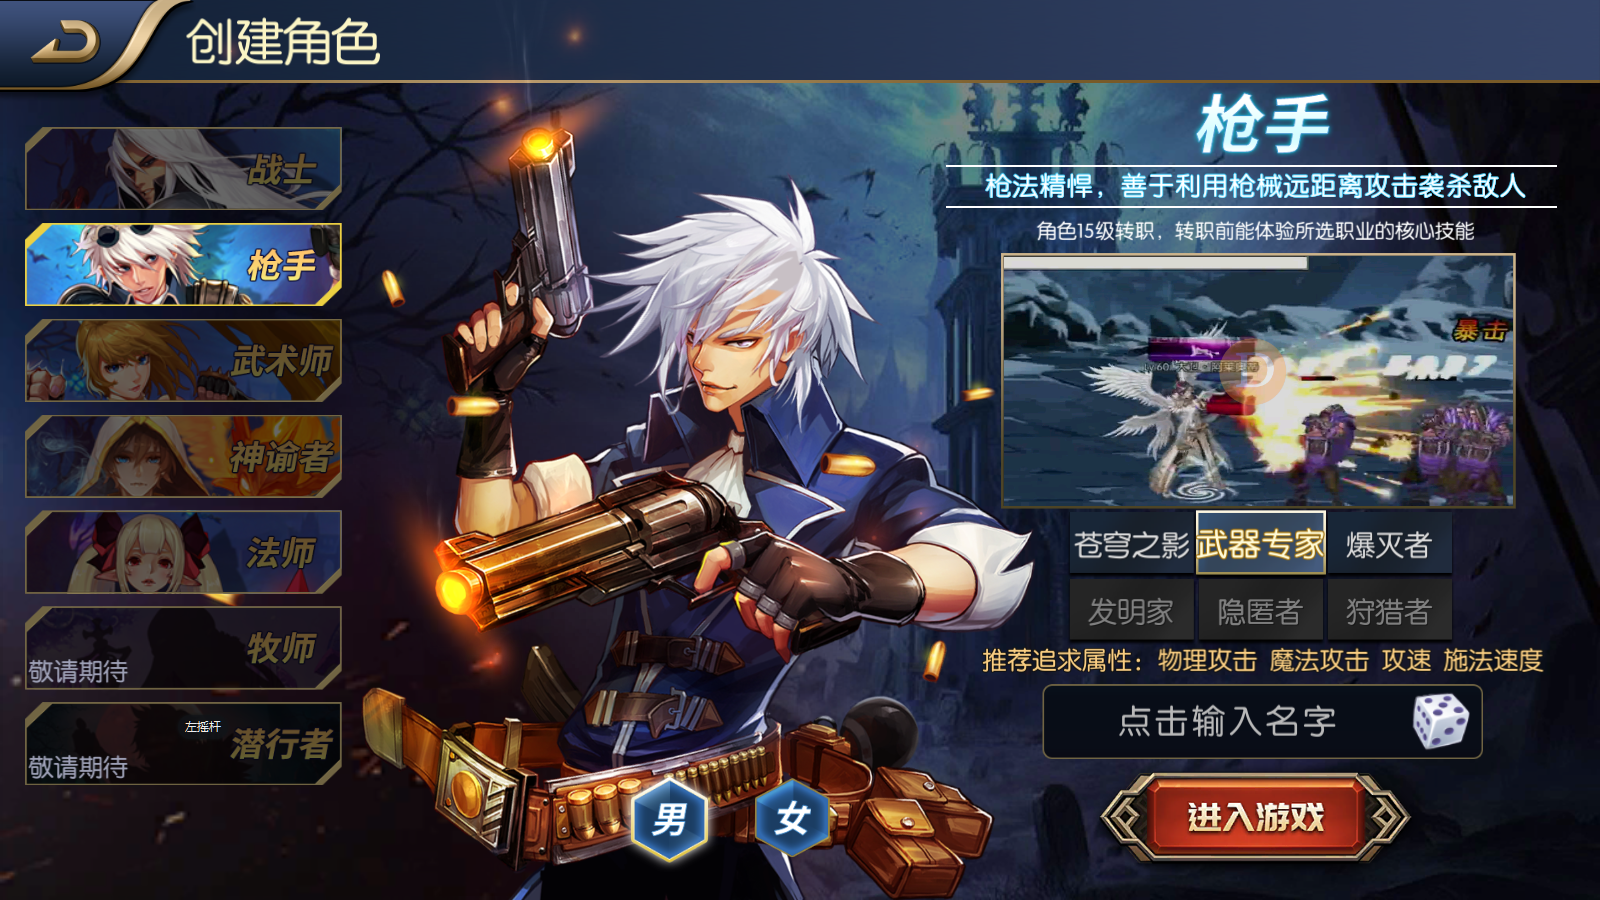 创建角色
战士
枪手
武术师
神谕者
法师
牧师
敬请期待
左摇杆
潜行者
敬请期待
男
女
枪手
枪法精悍，善于利用枪械远距离攻击袭杀敌人
角色15级转职，转职前能体验所选职业的核心技能
暴击
苍穹之影 武器专家 爆灭者
发明家 隐匿者 狩猎者
推荐追求属性：物理攻击 魔法攻击 攻速 施法速度
点击输入名字
进入游戏